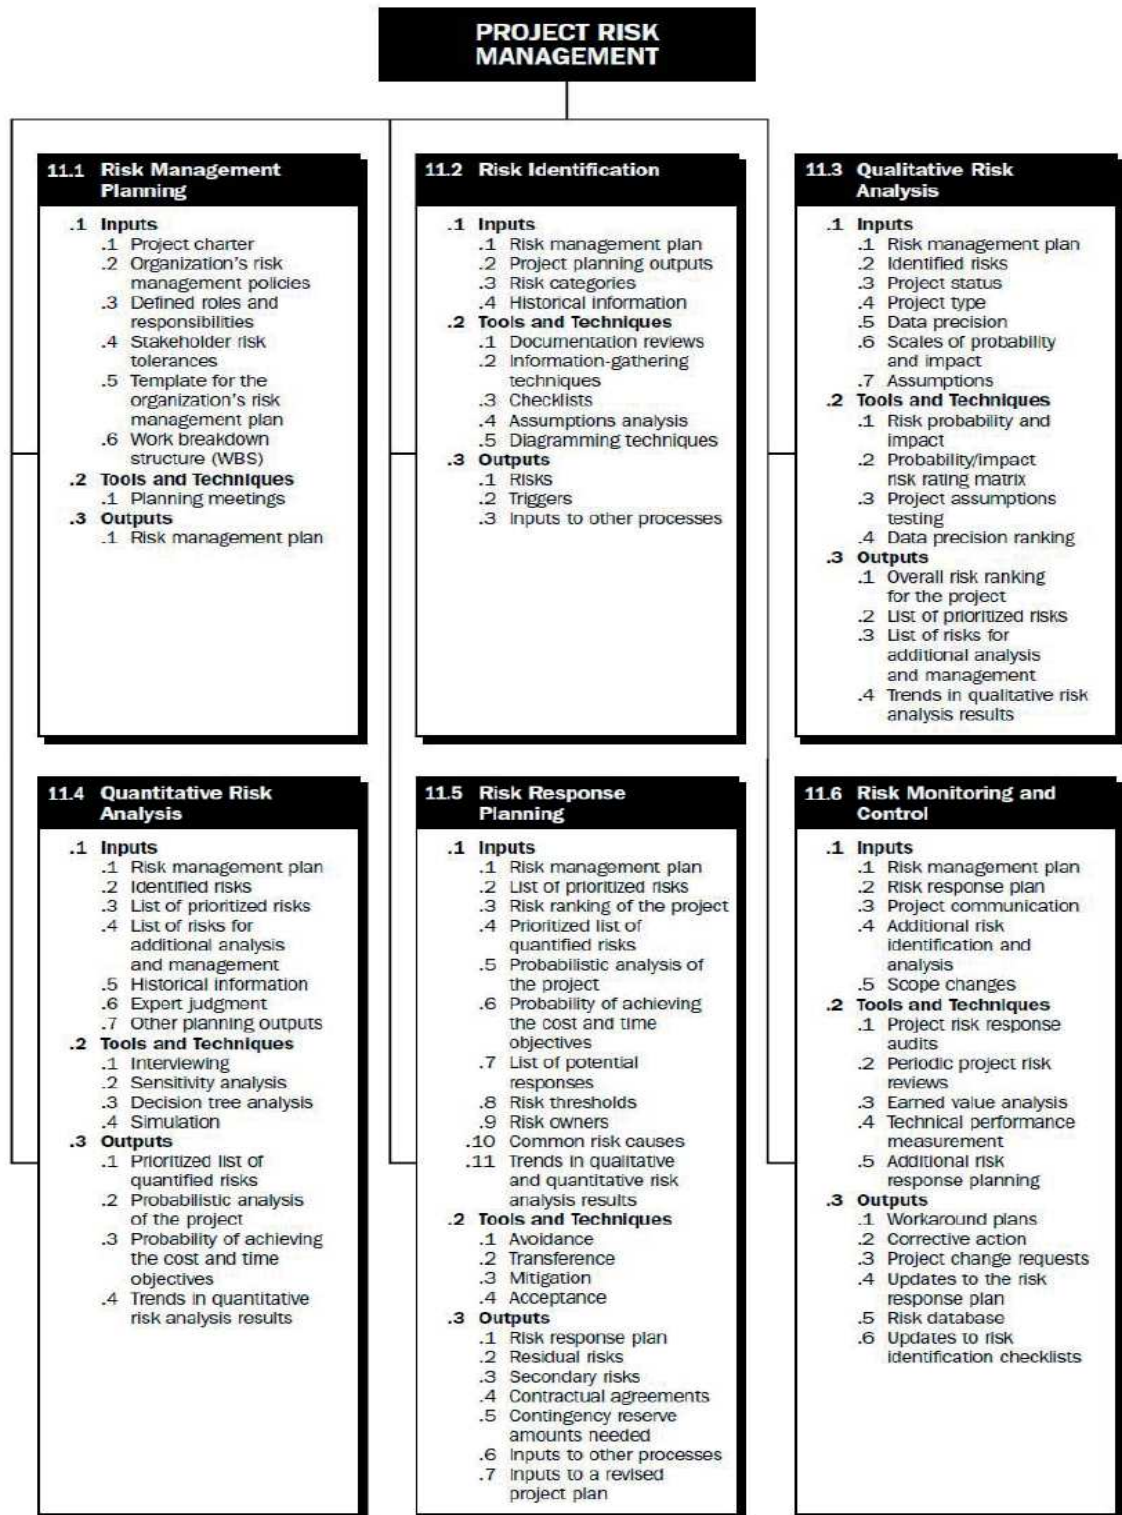 PROJECT RISK
MANAGEMENT
11.1 Risk Management
Planning
.1 Inputs
.1 Project charter
.2 Organization's risk
management policies
.3 Defined roles and
responsibilities
.4 Stakeholder risk
tolerances
.5 Template for the
organization's risk
management plan
.6 Work breakdown
structure (WBS)
.2 Tools and Techniques
.1 Planning meetings
.3 Outputs
.1 Risk management plan
11.2 Risk Identification
.1 Inputs
.1 Risk management plan
.2 Project planning outputs
.3 Risk categories
.4 Historical information
.2 Tools and Techniques
.1 Documentation reviews
.2 Information-gathering
techniques
.3 Checklists
.4 Assumptions analysis
.5 Diagramming techniques
.3 Outputs
.1 Risks
.2 Triggers
.3 Inputs to other processes
11.3 Qualitative Risk
Analysis
.1 Inputs
.1 Risk management plan
.2 Identified risks
.3 Project status
.4 Project type
.5 Data precision
.6 Scales of probability
and impact
.7 Assumptions
.2 Tools and Techniques
.1 Risk probability and
impact
.2 Probability/impact
risk rating matrix
.3 Project assumptions
testing
.4 Data precision ranking
.3 Outputs
.1 Overall risk ranking
for the project
.2 List of prioritized risks
.3 List of risks for
additional analysis
and management
.4 Trends in qualitative risk
analysis results
11.4 Quantitative Risk
Analysis
.1 Inputs
.1 Risk management plan
.2 Identified risks
.3 List of prioritized risks
.4 List of risks for
additional analysis
and management
.5 Historical information
.6 Expert judgment
.7 Other planning outputs
.2 Tools and Techniques
.1 Interviewing
.2 Sensitivity analysis
.3 Decision tree analysis
.4 Simulation
.3 Outputs
.1 Prioritized list of
quantified risks
.2 Probabilistic analysis
of the project
.3 Probability of achieving
the cost and time
objectives
.4 Trends in quantitative
risk analysis results
11.5 Risk Response
Planning
.1 Inputs
.1 Risk management plan
.2 List of prioritized risks
.3 Risk ranking of the project
.4 Prioritized list of
quantified risks
.5 Probabilistic analysis of
the project
.6 Probability of achieving
the cost and time
objectives
.7 List of potential
responses
.8 Risk thresholds
.9 Risk owners
.10 Common risk causes
.11 Trends in qualitative
and quantitative risk
analysis results
.2 Tools and Techniques
.1 Avoidance
.2 Transference
.3 Mitigation
.4 Acceptance
.3 Outputs
.1 Risk response plan
.2 Residual risks
.3 Secondary risks
.4 Contractual agreements
.5 Contingency reserve
amounts needed
.6 Inputs to other processes
.7 Inputs to a revised
project plan
11.6 Risk Monitoring and
Control
.1 Inputs
.1 Risk management plan
.2 Risk response plan
.3 Project communication
.4 Additional risk
identification and
analysis
.5 Scope changes
.2 Tools and Techniques
.1 Project risk response
audits
.2 Periodic project risk
reviews
.3 Earned value analysis
.4 Technical performance
measurement
.5 Additional risk
response planning
.3 Outputs
.1 Workaround plans
.2 Corrective action
.3 Project change requests
.4 Updates to the risk
response plan
.5 Risk database
.6 Updates to risk
identification checklists